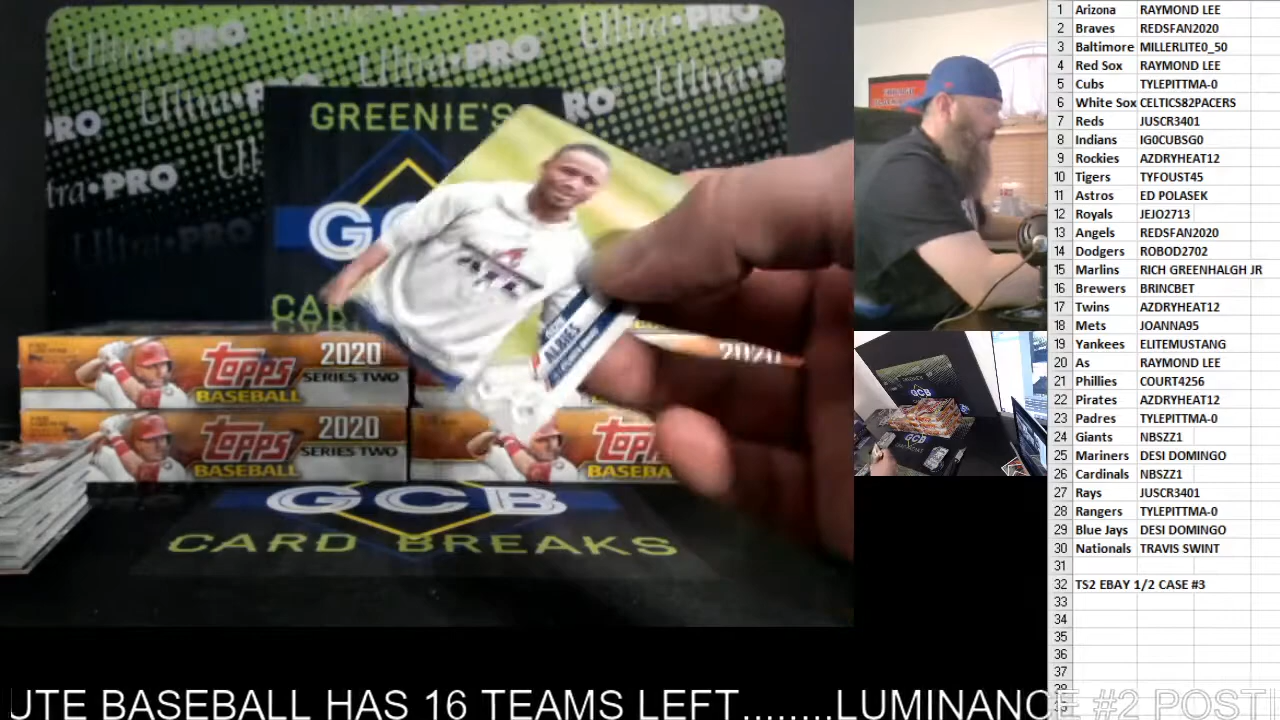 Ultra•PRO
GREENIE'S
GCB
CARD BREAKS
ALBIES
Topps
BASEBALL
2020
SERIES TWO
Topps
BASEBALL
2020
SERIES TWO
2020
Topps
BASEBALL
GCB
CARD BREAKS
1 Arizona RAYMOND LEE
2 Braves REDSFAN2020
3 Baltimore MILLERLITE0_50
4 Red Sox RAYMOND LEE
5 Cubs TYLEPITTMA-0
6 White Sox CELTICS82PACERS
7 Reds JUSCR3401
8 Indians IG0CUBSG0
9 Rockies AZDRYHEAT12
10 Tigers TYFOUST45
11 Astros ED POLASEK
12 Royals JEJO2713
13 Angels REDSFAN2020
14 Dodgers ROBOD2702
15 Marlins RICH GREENHALGH JR
16 Brewers BRINCBET
17 Twins AZDRYHEAT12
18 Mets JOANNA95
19 Yankees ELITEMUSTANG
20 As RAYMOND LEE
21 Phillies COURT4256
22 Pirates AZDRYHEAT12
23 Padres TYLEPITTMA-0
24 Giants NBSZZ1
25 Mariners DESI DOMINGO
26 Cardinals NBSZZ1
27 Rays JUSCR3401
28 Rangers TYLEPITTMA-0
29 Blue Jays DESI DOMINGO
30 Nationals TRAVIS SWINT
31
32 TS2 EBAY 1/2 CASE #3
33
34
35
36
37
UTE BASEBALL HAS 16 TEAMS LEFT........LUMINANCE #2 POSTI